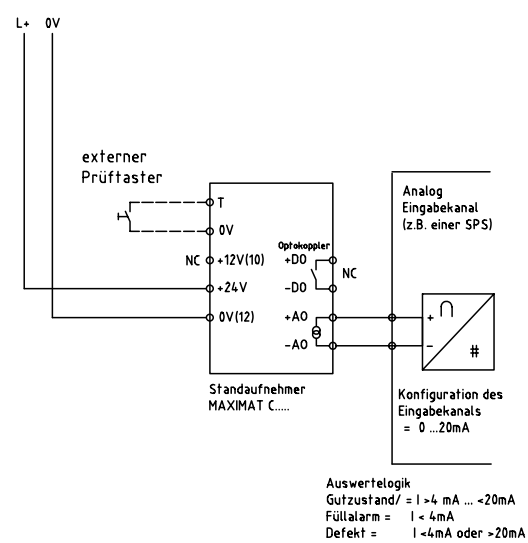 L+ 0V
externer
Prüftaster
T
0V
NC +12V(10)
+24V
0V(12)
Optokoppler
+DO
-DO
NC
+AO
-AO
Standaufnehmer
MAXIMAT C.....
Analog
Eingabekanal
(z.B. einer SPS)
+ ∩
- #
Konfiguration des
Eingabekanals
= 0 ...20mA
Auswertelogik
Gutzustand/ = I >4 mA ... <20mA
Füllalarm = I < 4mA
Defekt = I <4mA oder >20mA